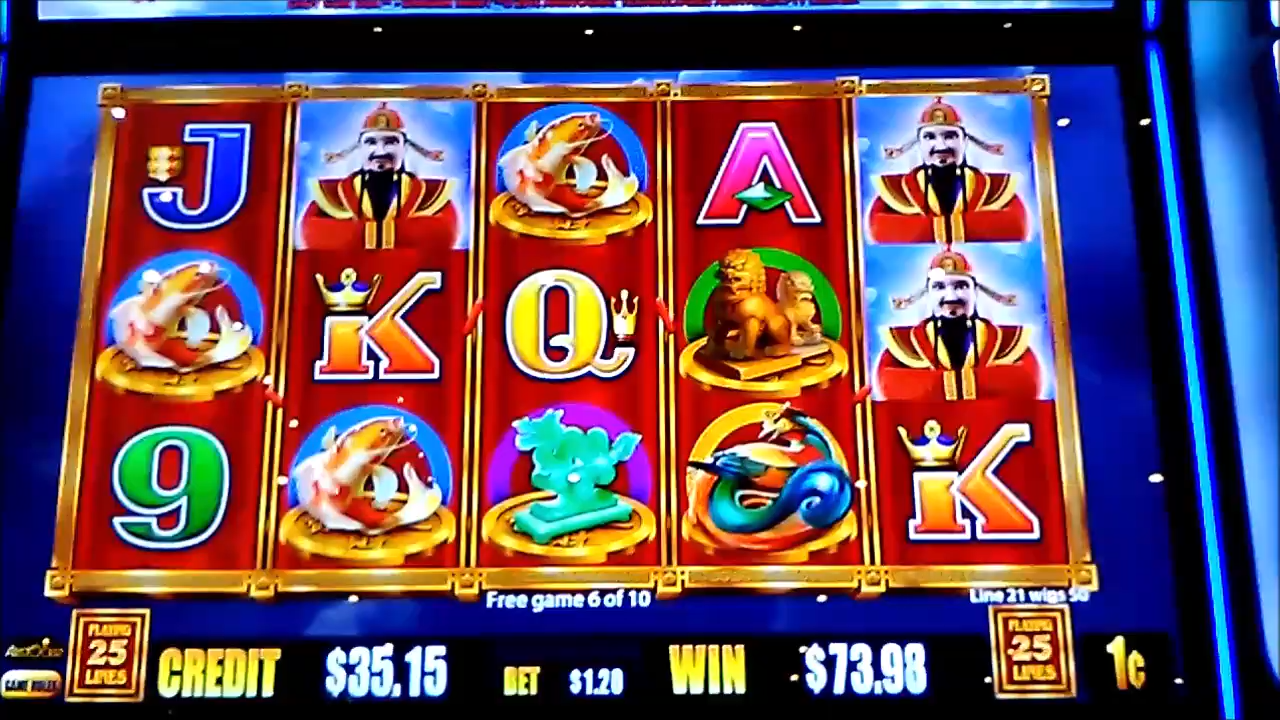 J
A
K
Q
9
K
Free game 6 of 10
Line 21 wins 50
PLAYING
25
LINES
CREDIT $35.15
BET $1.20
WIN $73.98
PLAYING
25
LINES
1¢